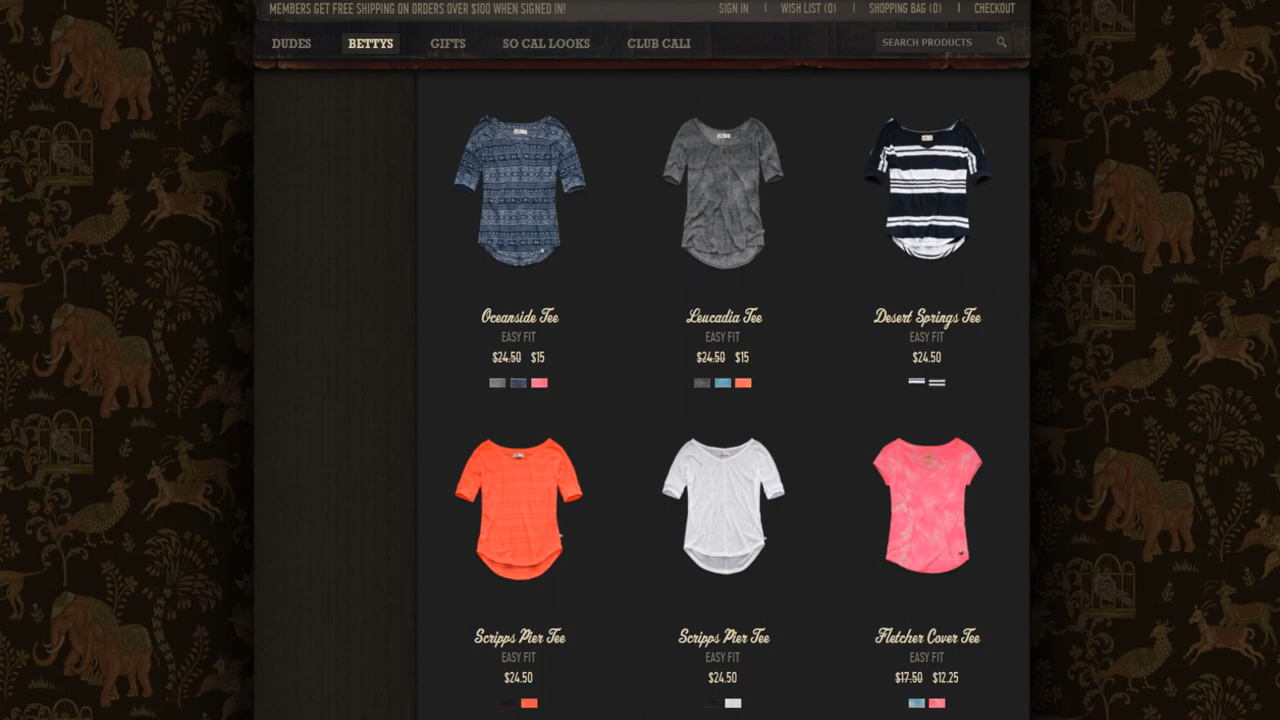 MEMBERS GET FREE SHIPPING ON ORDERS OVER $100 WHEN SIGNED IN!
SIGN IN | WISH LIST (0) | SHOPPING BAG (0) | CHECKOUT
DUDES BETTYS GIFTS SO CAL LOOKS CLUB CALI SEARCH PRODUCTS
Oceanside Tee Leucadia Tee Desert Springs Tee
EASY FIT EASY FIT EASY FIT
$24.50 $15 $24.50 $15 $24.50
Scripps Pier Tee Scripps Pier Tee Fletcher Cover Tee
EASY FIT EASY FIT EASY FIT
$24.50 $24.50 $17.50 $12.25